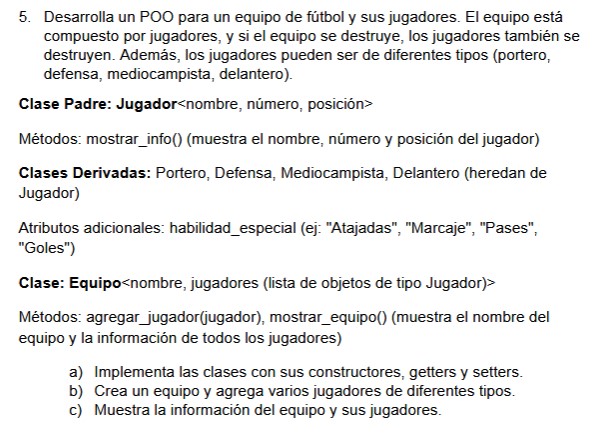 5. Desarrolla un POO para un equipo de fútbol y sus jugadores. El equipo está
compuesto por jugadores, y si el equipo se destruye, los jugadores también se
destruyen. Además, los jugadores pueden ser de diferentes tipos (portero,
defensa, mediocampista, delantero).
Clase Padre: Jugador<nombre, número, posición>
Métodos: mostrar_info() (muestra el nombre, número y posición del jugador)
Clases Derivadas: Portero, Defensa, Mediocampista, Delantero (heredan de
Jugador)
Atributos adicionales: habilidad_especial (ej: "Atajadas", "Marcaje", "Pases",
"Goles")
Clase: Equipo<nombre, jugadores (lista de objetos de tipo Jugador)>
Métodos: agregar_jugador(jugador), mostrar_equipo() (muestra el nombre del
equipo y la información de todos los jugadores)
a) Implementa las clases con sus constructores, getters y setters.
b) Crea un equipo y agrega varios jugadores de diferentes tipos.
c) Muestra la información del equipo y sus jugadores.